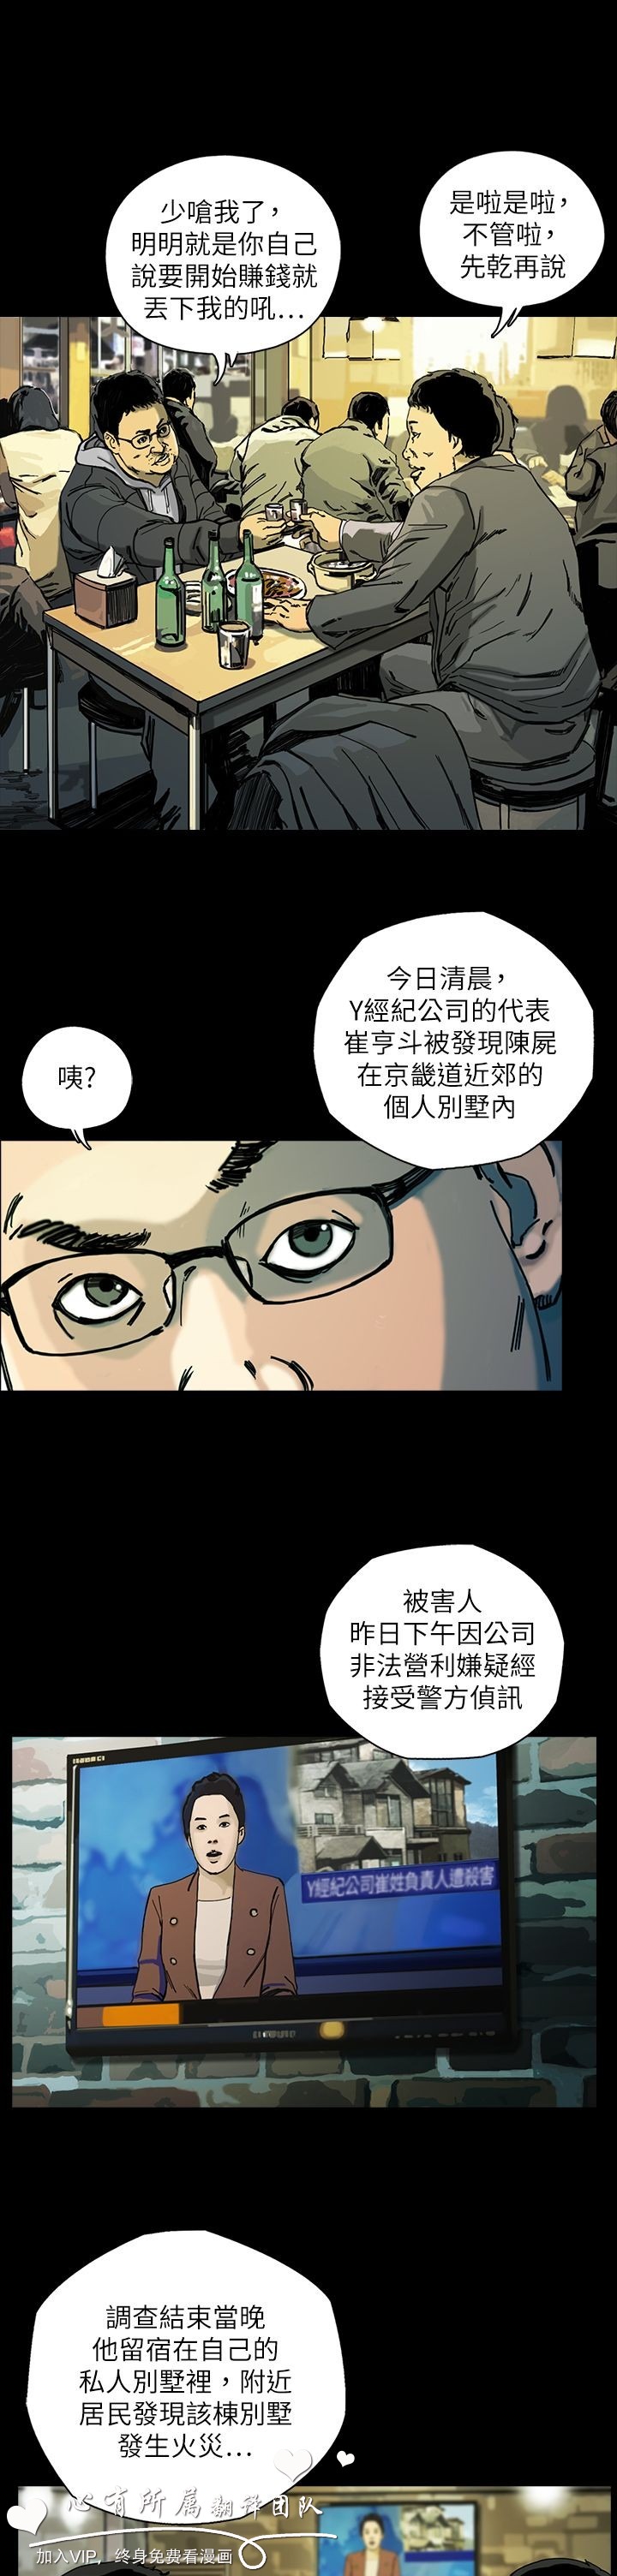 少嗆我了，
明明就是你自己
說要開始賺錢就
丟下我的吼...
是啦是啦，
不管啦，
先乾再說
今日清晨，
Y經紀公司的代表
崔亨斗被發現陳屍
在京畿道近郊的
個人別墅內
咦?
被害人
昨日下午因公司
非法營利嫌疑經
接受警方偵訊
Y經紀公司崔姓負責人遭殺害
調查結束當晚
他留宿在自己的
私人別墅裡，附近
居民發現該棟別墅
發生火災...
心有所属翻译团队
加入VIP，终身免费看漫画